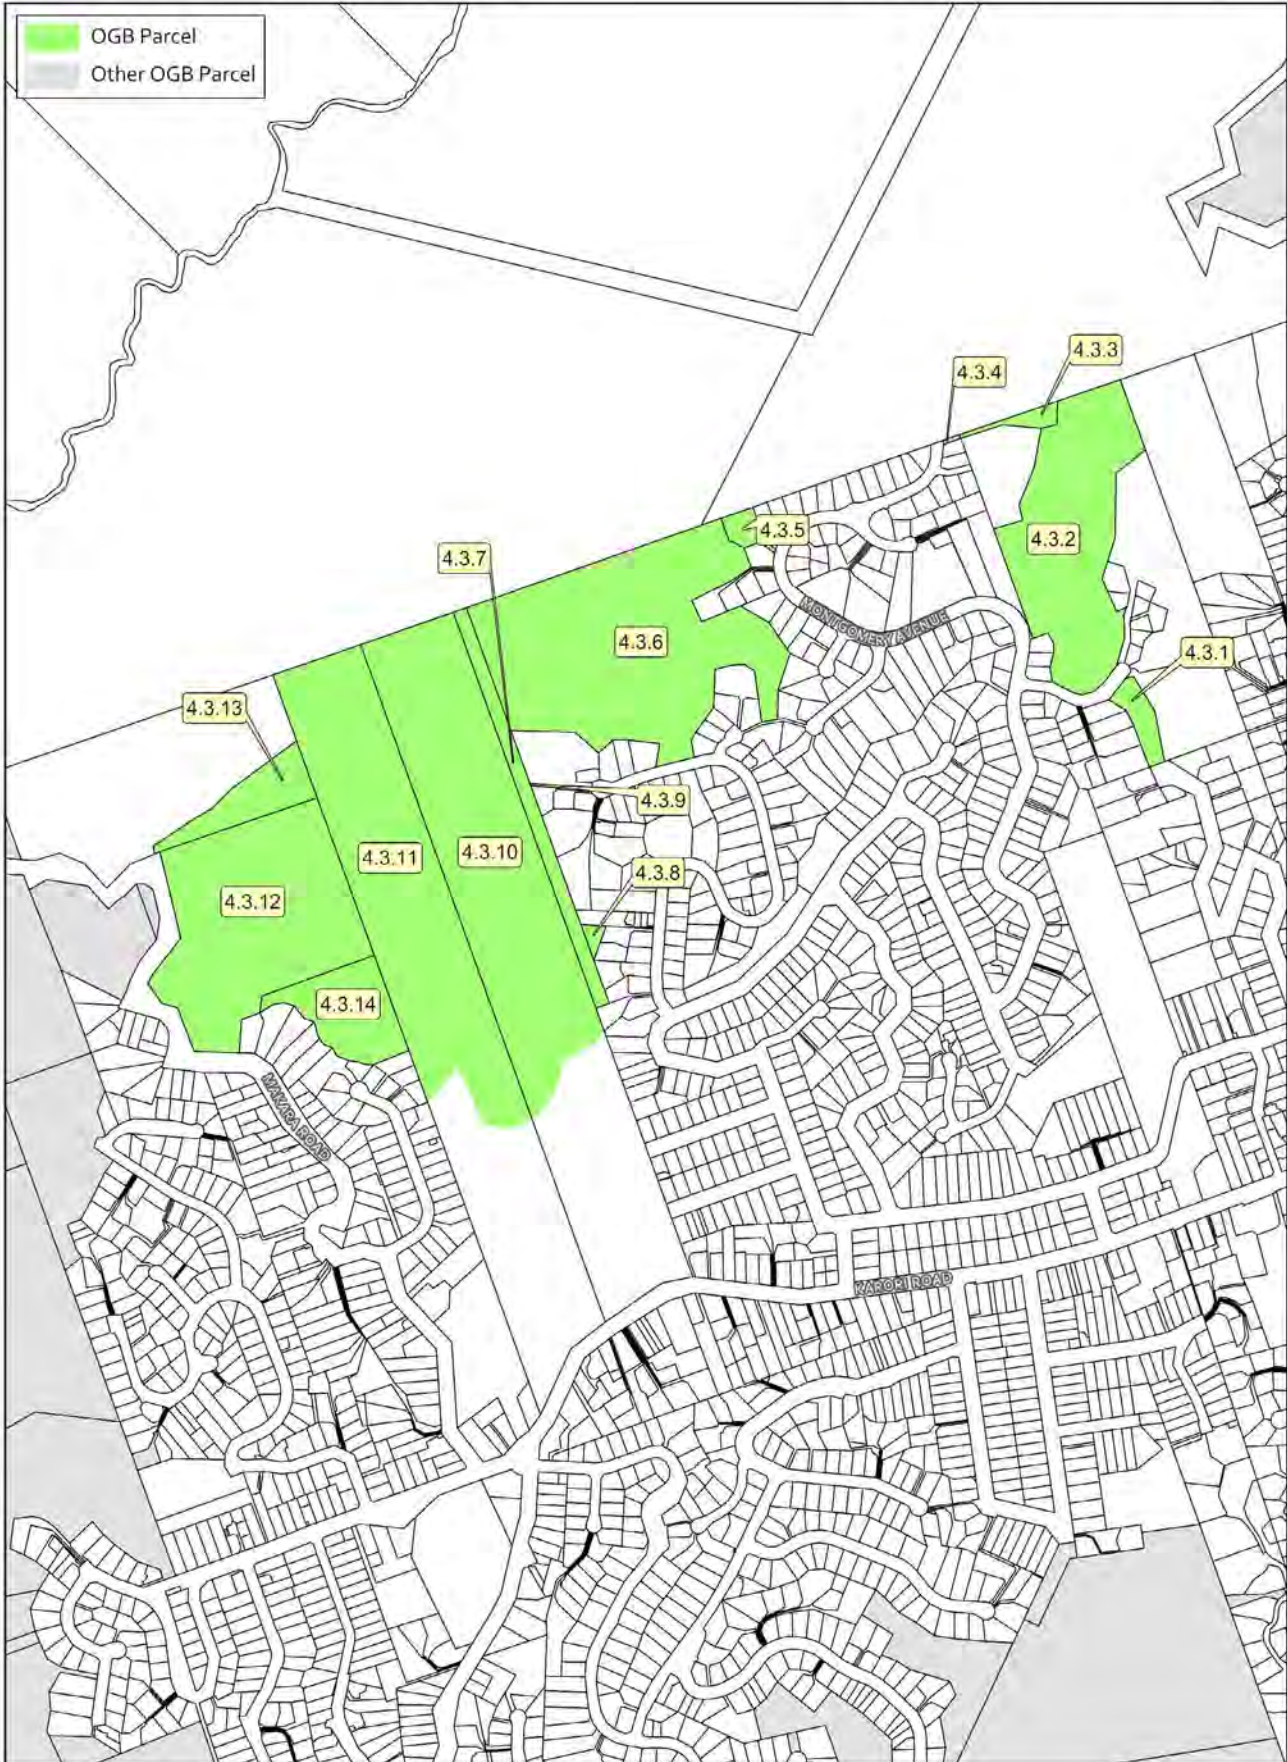 OGB Parcel
Other OGB Parcel
4.3.3
4.3.4
4.3.5
4.3.2
4.3.7
MONTGOMERY AVENUE
4.3.6
4.3.1
4.3.13
4.3.9
4.3.10
4.3.11
4.3.8
4.3.12
4.3.14
MAKARA ROAD
KARORI ROAD